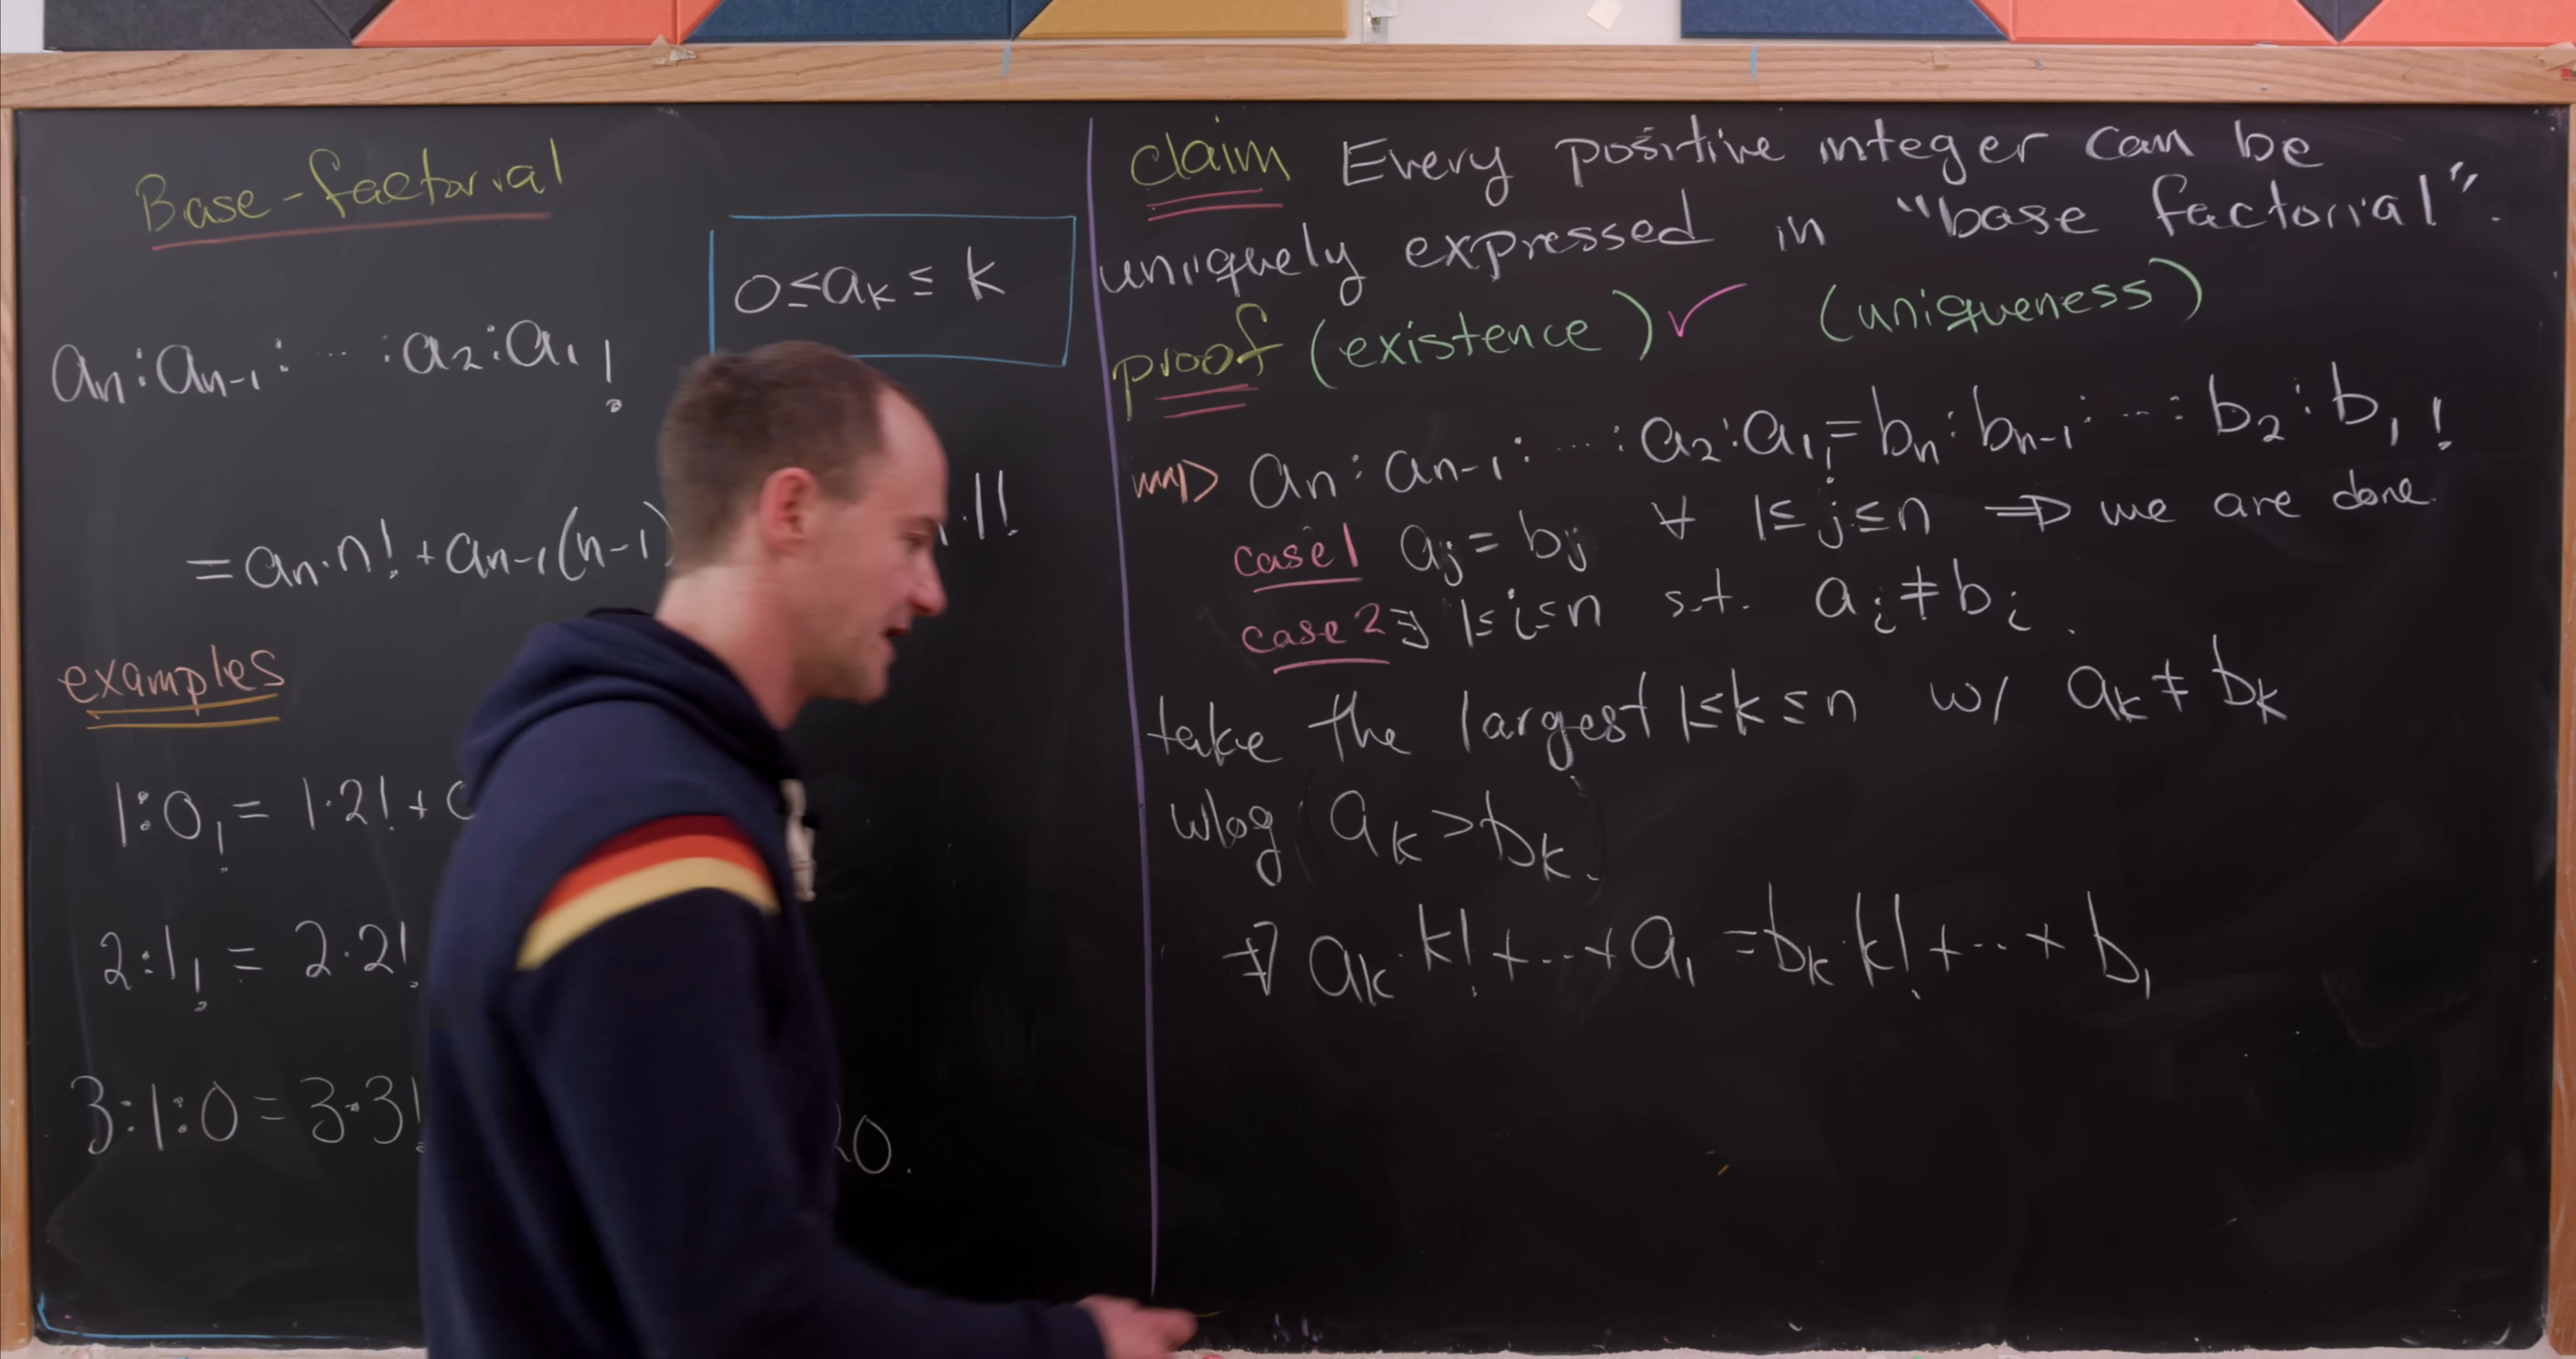 Base-factorial
0≤aₖ≤ k
aₙ:aₙ₋₁: ⋯ :a₂:a₁!
=aₙ·n! + aₙ₋₁(n-1) ·1!
examples
1:0! = 1·2! +
2:1! = 2·2!
3:1:0 = 3·3! 20.
claim Every positive integer can be
uniquely expressed in "base factorial".
proof (existence) ✓ (uniqueness)
⇒ aₙ:aₙ₋₁: ⋯ :a₂:a₁! = bₙ:bₙ₋₁: ⋯ :b₂:b₁!
case 1 aⱼ = bⱼ ∀ 1≤j≤n ⇒ we are done
case 2 ∃ 1≤i≤n s.t. aᵢ≠bᵢ.
take the largest 1≤k≤n w/ aₖ≠bₖ
wlog aₖ>bₖ.
⇒ aₖ·k!+⋯+a₁ = bₖ·k!+⋯+b₁